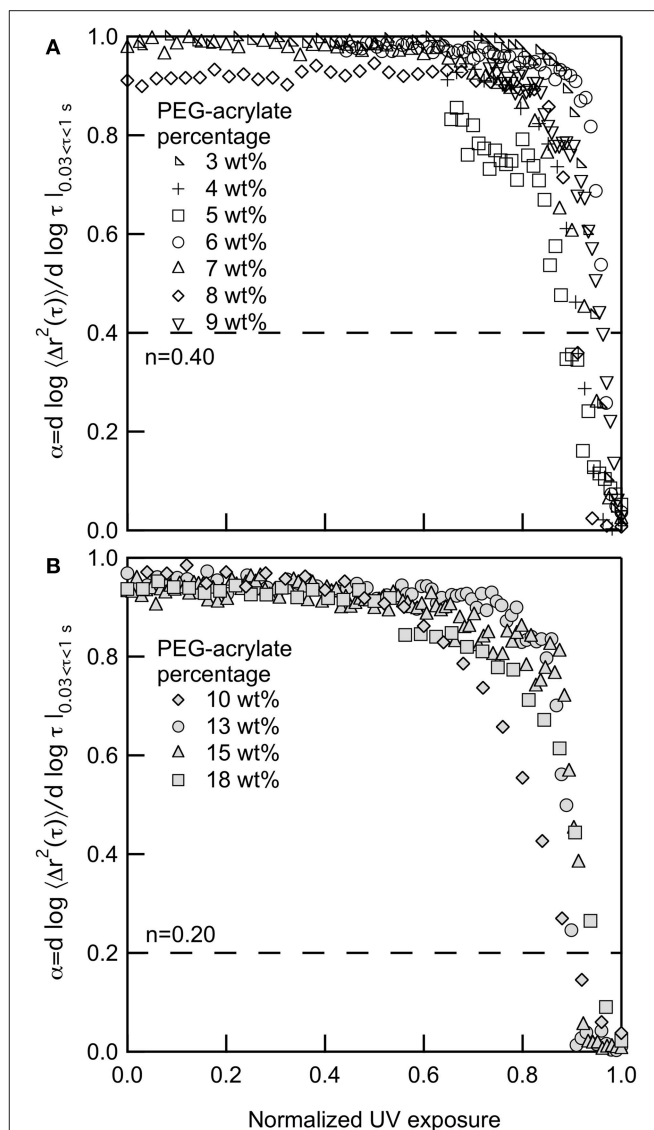 A
1.0
0.8
0.6
0.4
0.2
0.0
α=d log ⟨Δr²(τ)⟩/d log τ |0.03<τ<1 s
PEG-acrylate
percentage
3 wt%
4 wt%
5 wt%
6 wt%
7 wt%
8 wt%
9 wt%
n=0.40
B
1.0
0.8
0.6
0.4
0.2
0.0
α=d log ⟨Δr²(τ)⟩/d log τ |0.03<τ<1 s
PEG-acrylate
percentage
10 wt%
13 wt%
15 wt%
18 wt%
n=0.20
0.0 0.2 0.4 0.6 0.8 1.0
Normalized UV exposure